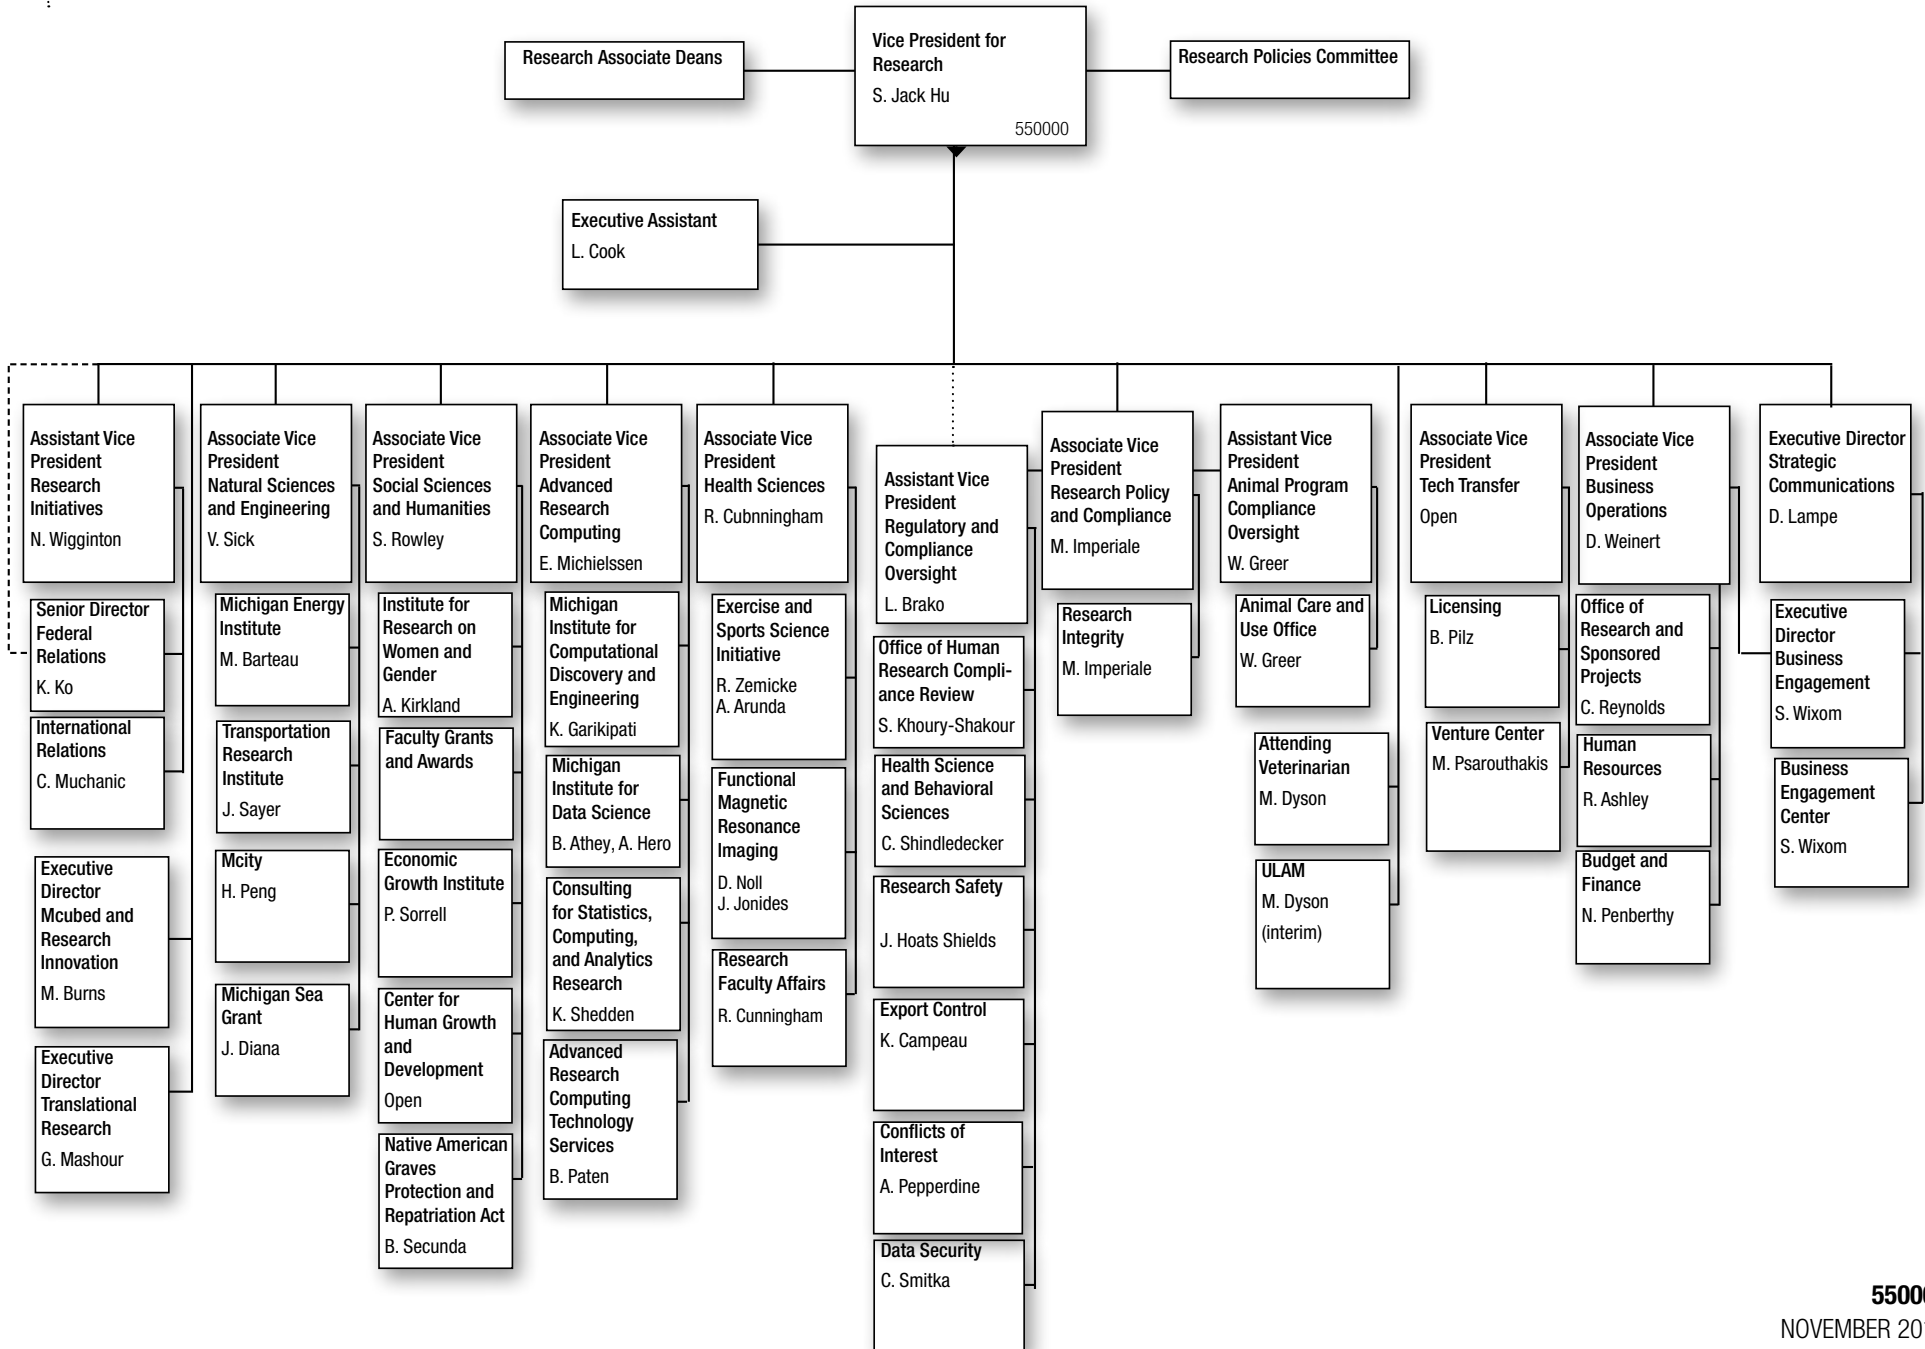 Research Associate Deans
Vice President for
Research
S. Jack Hu
550000
Research Policies Committee
Executive Assistant
L. Cook
Assistant Vice
President
Research
Initiatives
N. Wigginton
Senior Director
Federal
Relations
K. Ko
International
Relations
C. Muchanic
Executive
Director
Mcubed and
Research
Innovation
M. Burns
Executive
Director
Translational
Research
G. Mashour
Associate Vice
President
Natural Sciences
and Engineering
V. Sick
Michigan Energy
Institute
M. Barteau
Transportation
Research
Institute
J. Sayer
Mcity
H. Peng
Michigan Sea
Grant
J. Diana
Associate Vice
President
Social Sciences
and Humanities
S. Rowley
Institute for
Research on
Women and
Gender
A. Kirkland
Faculty Grants
and Awards
Economic
Growth Institute
P. Sorrell
Center for
Human Growth
and
Development
Open
Native American
Graves
Protection and
Repatriation Act
B. Secunda
Associate Vice
President
Advanced
Research
Computing
E. Michielssen
Michigan
Institute for
Computational
Discovery and
Engineering
K. Garikipati
Michigan
Institute for
Data Science
B. Athey, A. Hero
Consulting
for Statistics,
Computing,
and Analytics
Research
K. Shedden
Advanced
Research
Computing
Technology
Services
B. Paten
Associate Vice
President
Health Sciences
R. Cubnningham
Exercise and
Sports Science
Initiative
R. Zemicke
A. Arunda
Functional
Magnetic
Resonance
Imaging
D. Noll
J. Jonides
Research
Faculty Affairs
R. Cunningham
Assistant Vice
President
Regulatory and
Compliance
Oversight
L. Brako
Office of Human
Research Compli-
ance Review
S. Khoury-Shakour
Health Science
and Behavioral
Sciences
C. Shindledecker
Research Safety
J. Hoats Shields
Export Control
K. Campeau
Conflicts of
Interest
A. Pepperdine
Data Security
C. Smitka
Associate Vice
President
Research Policy
and Compliance
M. Imperiale
Research
Integrity
M. Imperiale
Assistant Vice
President
Animal Program
Compliance
Oversight
W. Greer
Animal Care and
Use Office
W. Greer
Attending
Veterinarian
M. Dyson
ULAM
M. Dyson
(interim)
Associate Vice
President
Tech Transfer
Open
Licensing
B. Pilz
Venture Center
M. Psarouthakis
Associate Vice
President
Business
Operations
D. Weinert
Office of
Research and
Sponsored
Projects
C. Reynolds
Human
Resources
R. Ashley
Budget and
Finance
N. Penberthy
Executive Director
Strategic
Communications
D. Lampe
Executive
Director
Business
Engagement
S. Wixom
Business
Engagement
Center
S. Wixom
NOVEMBER